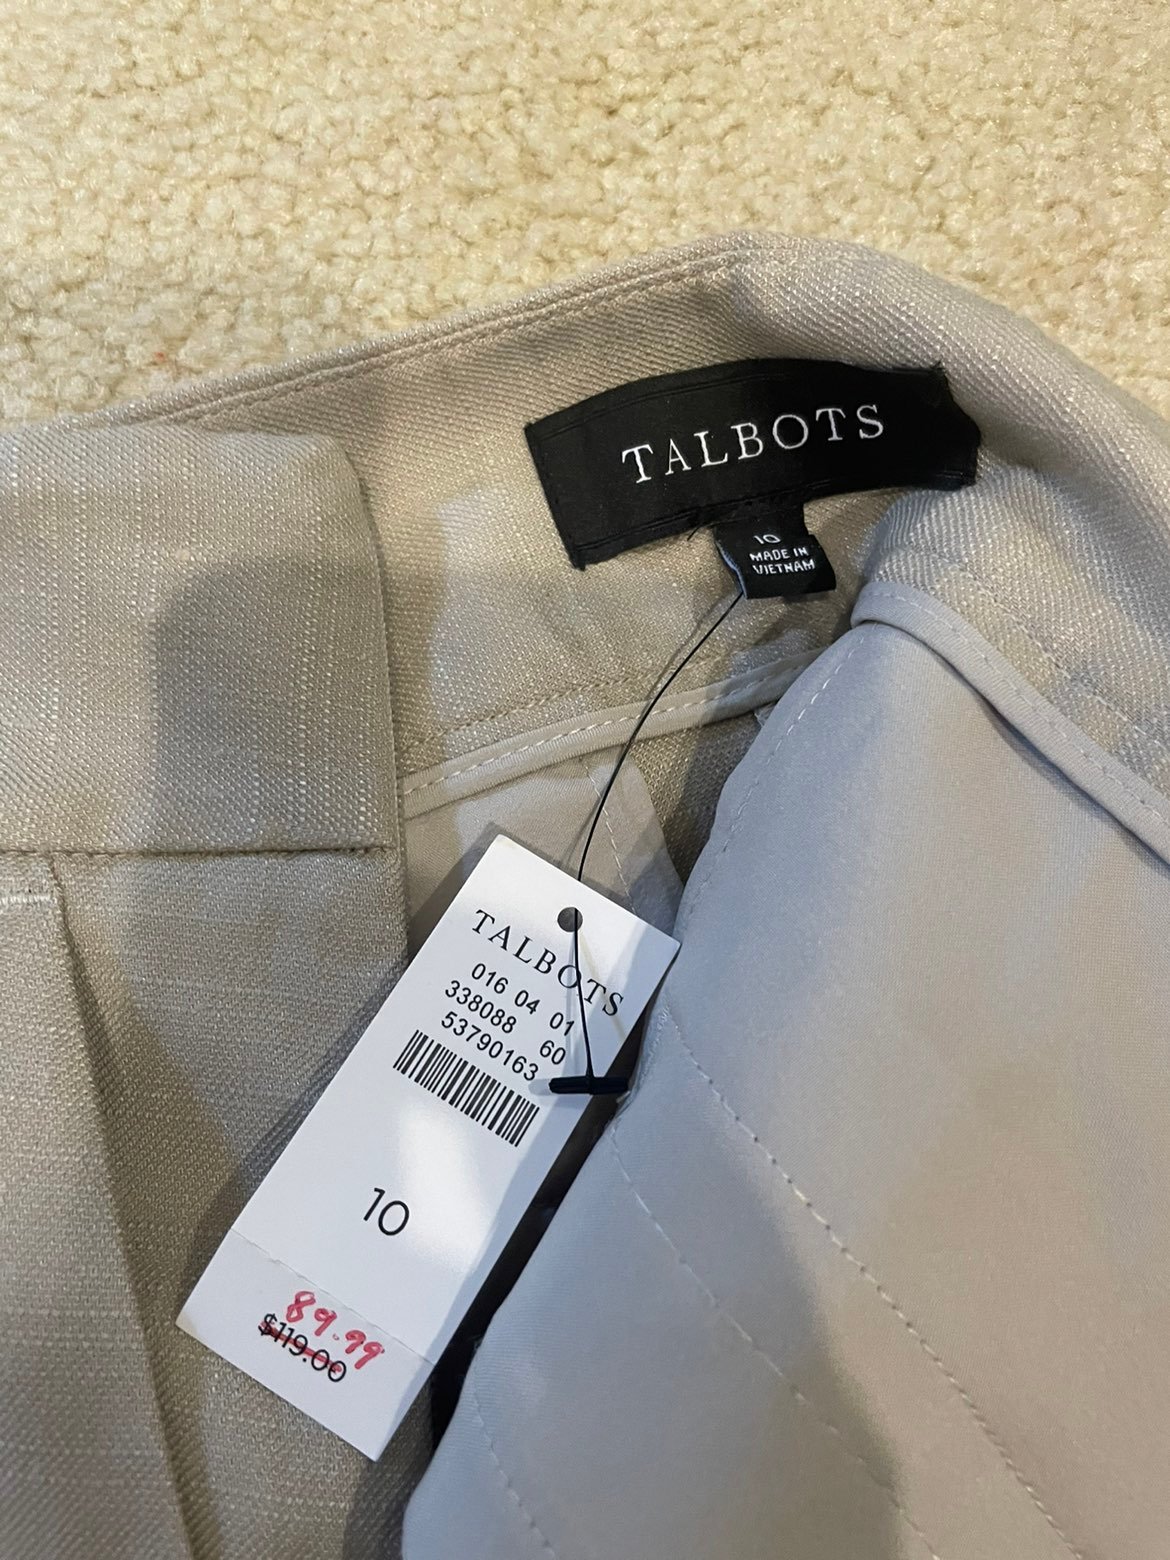 TALBOTS
10
MADE IN
VIETNAM
TALBOTS
016 04 01
338088 60
53790163
10
89.99
$119.00